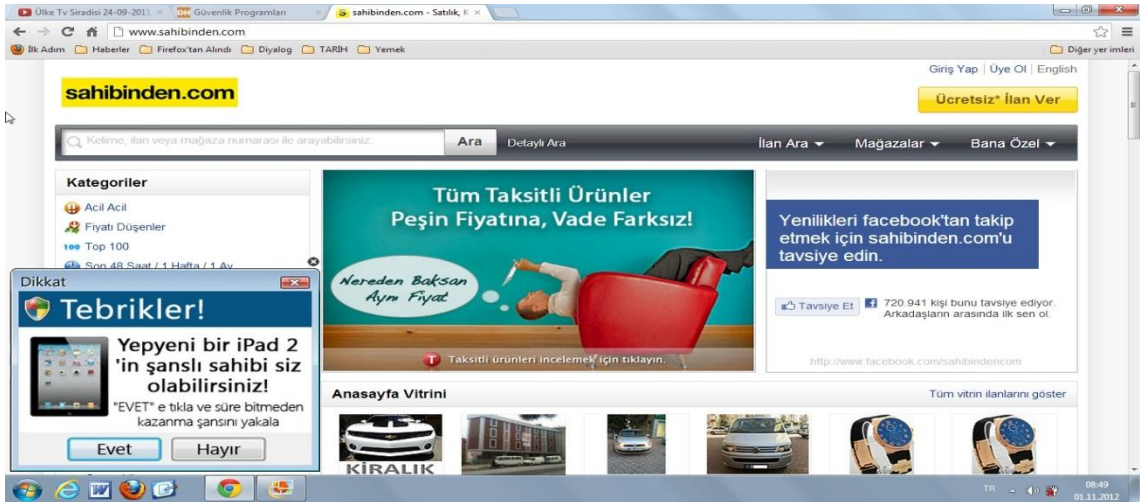 Ülke Tv Siradisi 24-09-2011
Güvenlik Programları
sahibinden.com - Satılık, K
www.sahibinden.com
İlk Adım Haberler Firefox'tan Alındı Diyalog TARİH Yemek
Diğer yer imleri
Giriş Yap Üye Ol English
sahibinden.com
Ücretsiz* İlan Ver
Kelime, ilan veya mağaza numarası ile arayabilirsiniz.
Ara
Detaylı Ara
İlan Ara
Mağazalar
Bana Özel
Kategoriler
Acil Acil
Fiyatı Düşenler
100 Top 100
Son 48 Saat / 1 Hafta / 1 Ay
Tüm Taksitli Ürünler
Peşin Fiyatına, Vade Farksız!
Nereden Baksan
Aynı Fiyat
Taksitli ürünleri incelemek için tıklayın.
Yenilikleri facebook'tan takip
etmek için sahibinden.com'u
tavsiye edin.
Tavsiye Et
720.941 kişi bunu tavsiye ediyor.
Arkadaşların arasında ilk sen ol.
http://www.facebook.com/sahibindencom
Dikkat
Tebrikler!
Yepyeni bir iPad 2
'in şanslı sahibi siz
olabilirsiniz!
"EVET" e tıkla ve süre bitmeden
kazanma şansını yakala
Evet
Hayır
Anasayfa Vitrini
Tüm vitrin ilanlarını göster
KİRALIK
TR
08:49
01.11.2012